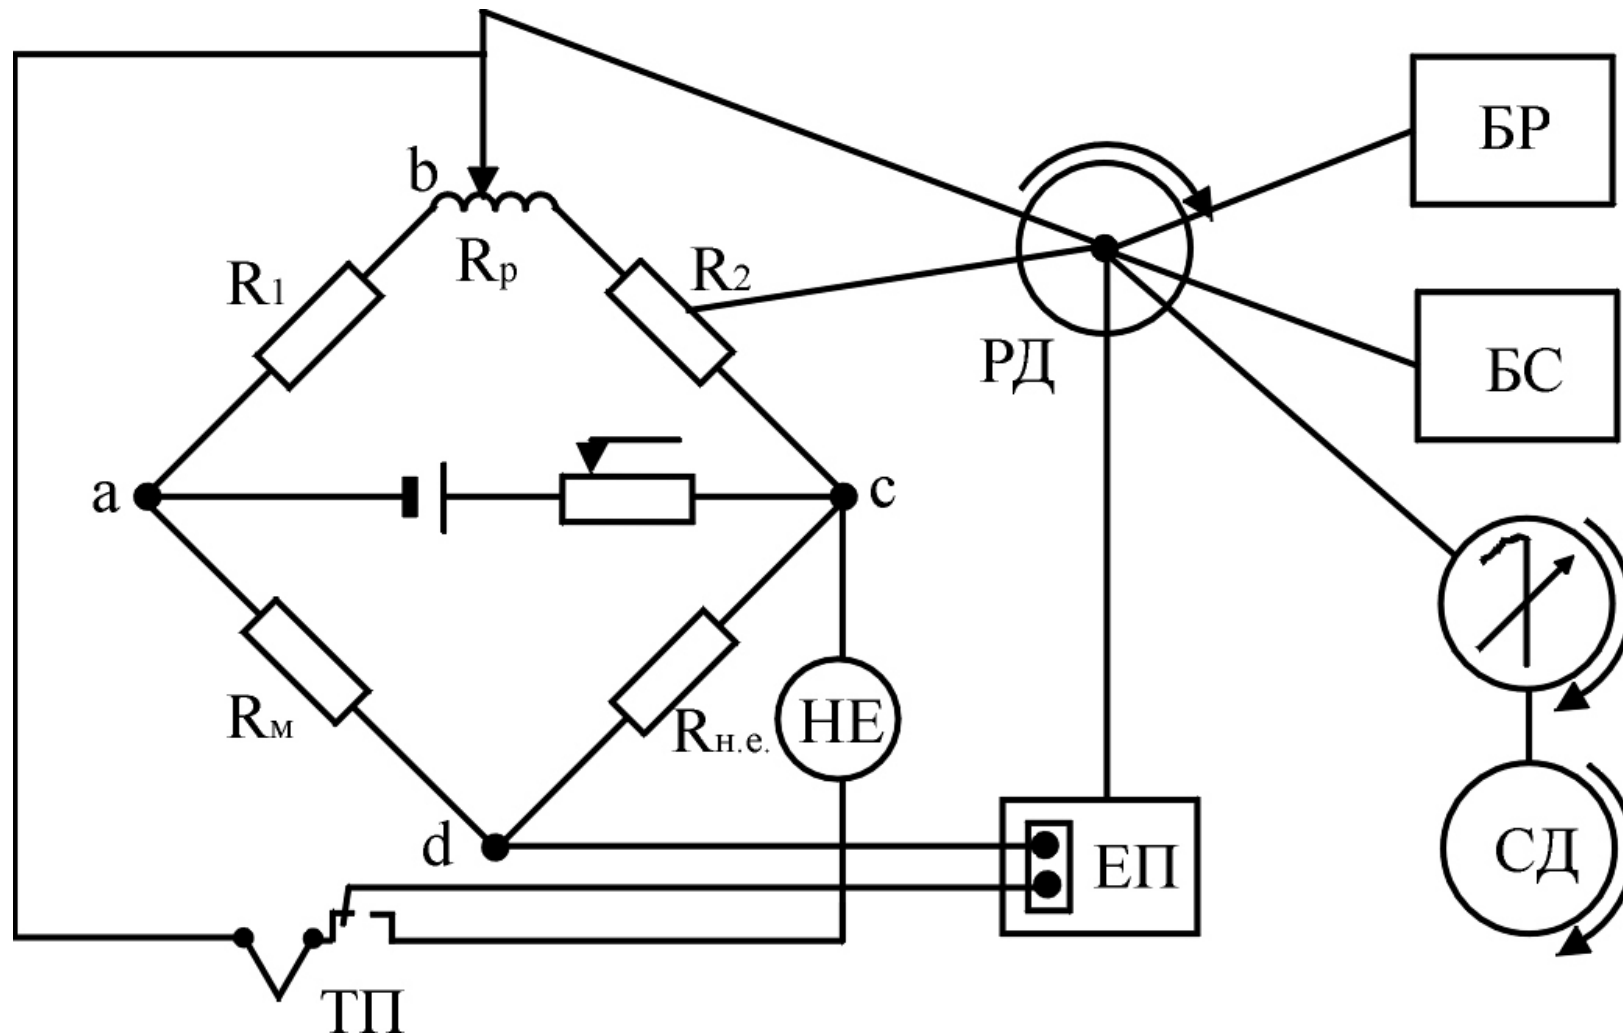 БР
b
R₁
Rр
R₂
РД
БС
a
c
Rм
Rн.е.
НЕ
d
ЕП
СД
ТП